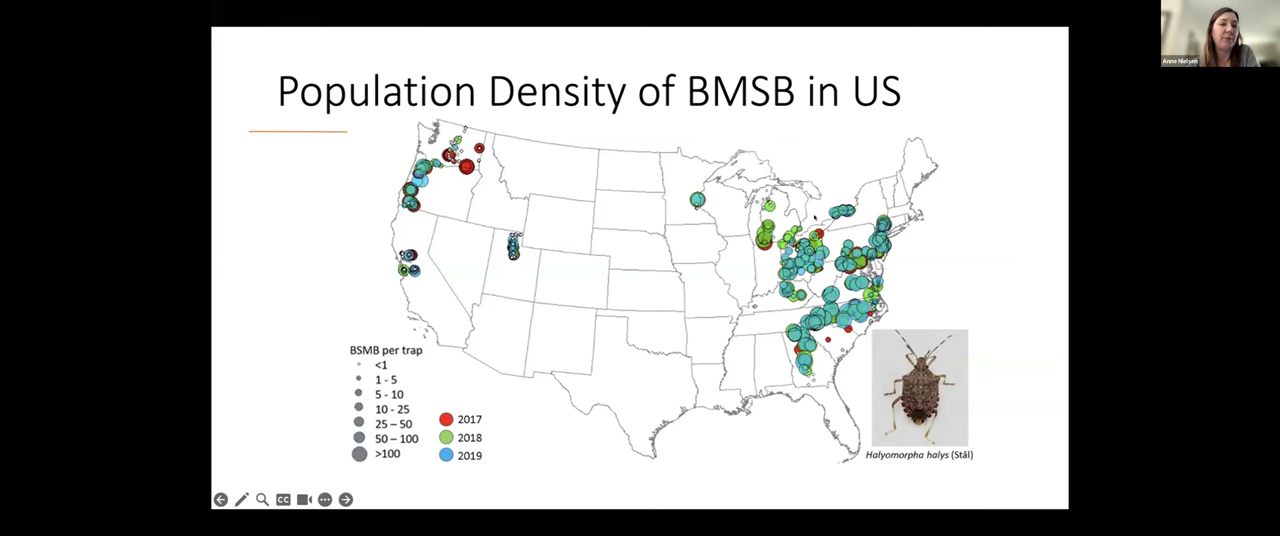 Anne Nielsen
Population Density of BMSB in US
BSMB per trap
<1
1 - 5
5 - 10
10 - 25
25 – 50
50 – 100
>100
2017
2018
2019
Halyomorpha halys (Stål)
CC